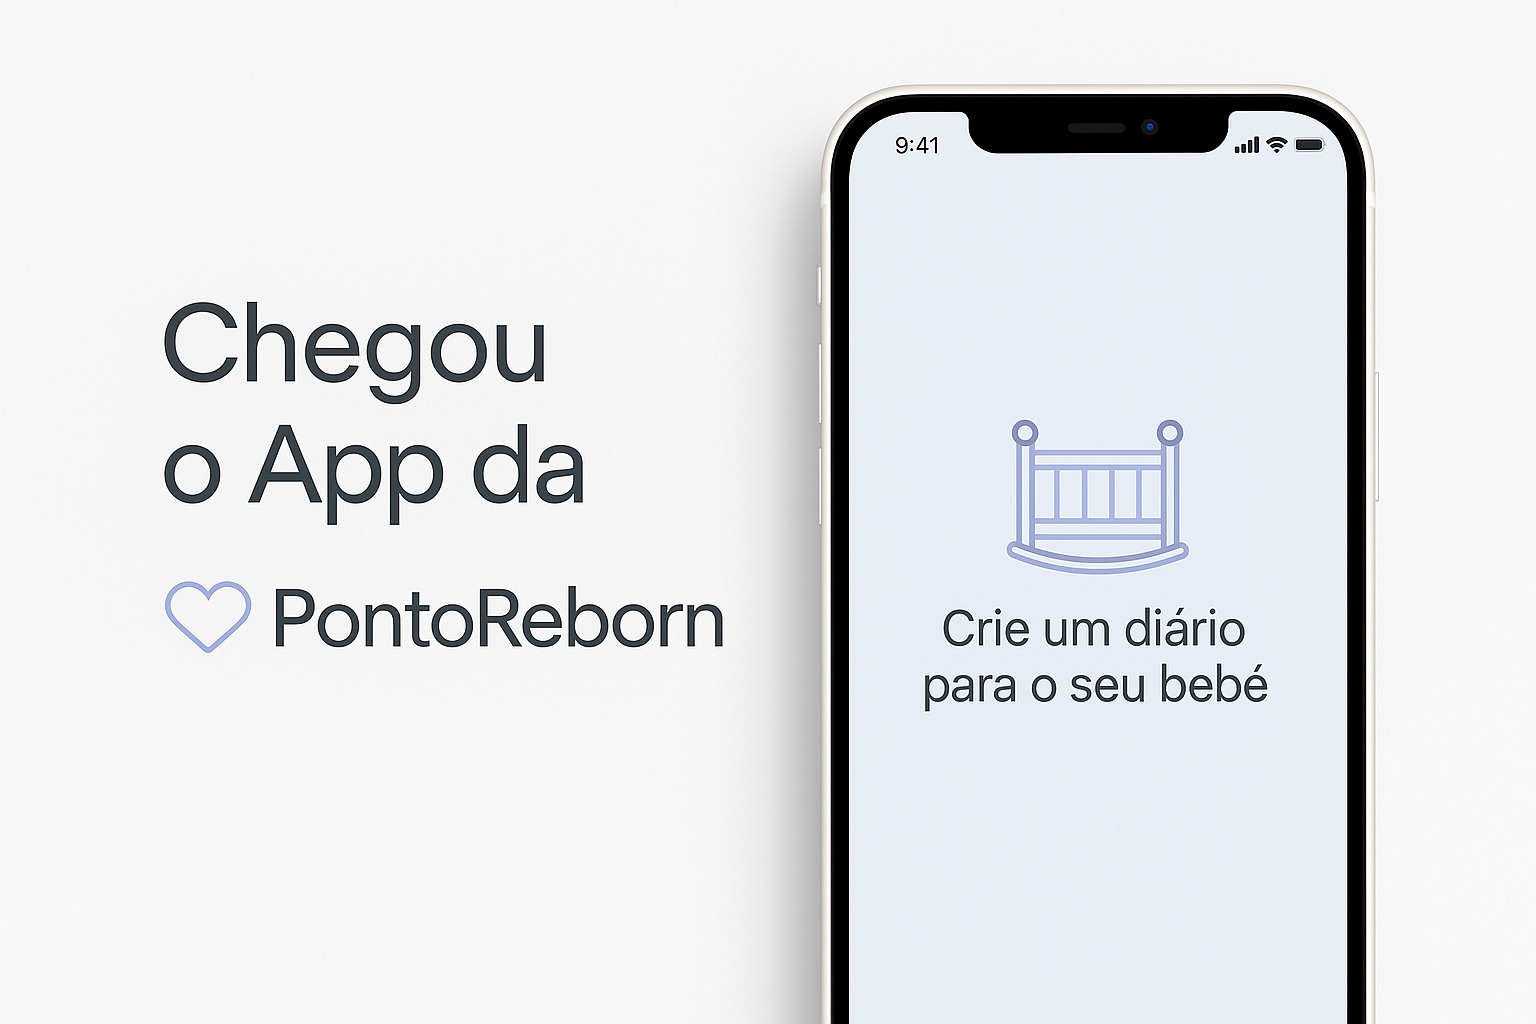 Chegou
o App da
PontoReborn
9:41
Crie um diário
para o seu bebé